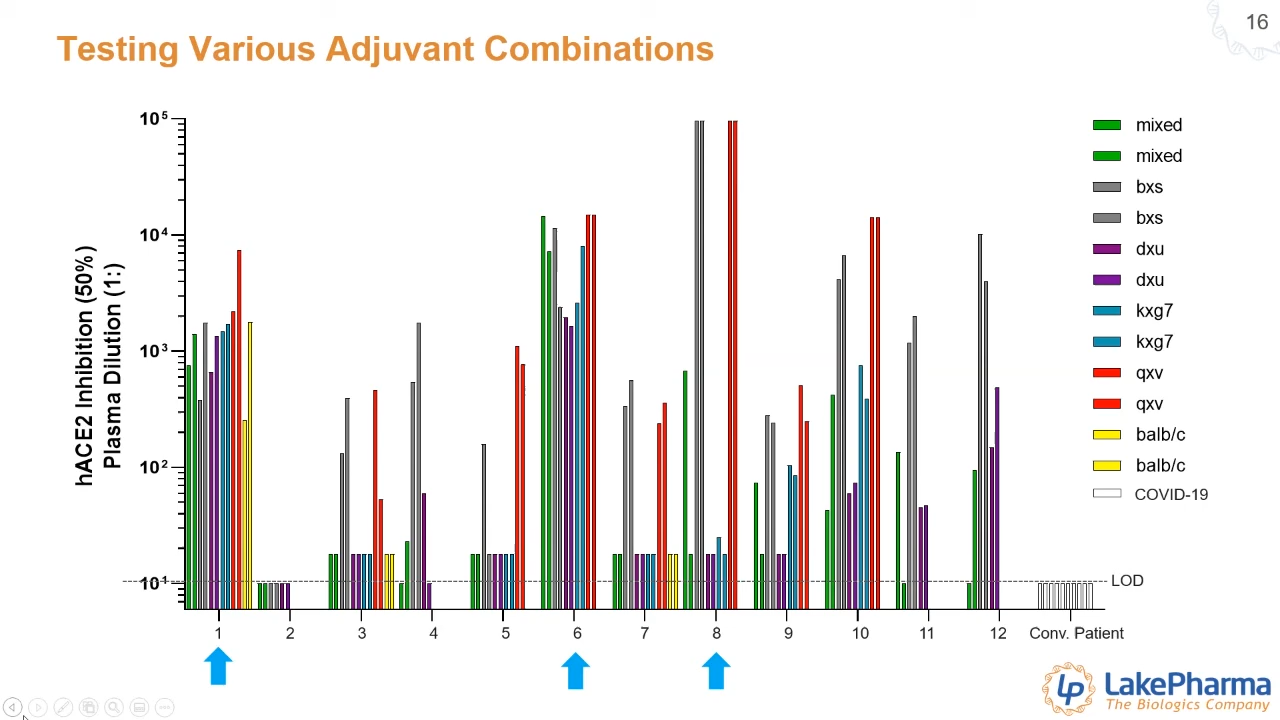 16
Testing Various Adjuvant Combinations
hACE2 Inhibition (50%)
Plasma Dilution (1:)
10⁵
10⁴
10³
10²
10¹
mixed
mixed
bxs
bxs
dxu
dxu
kxg7
kxg7
qxv
qxv
balb/c
balb/c
COVID-19
LOD
1 2 3 4 5 6 7 8 9 10 11 12 Conv. Patient
Lp LakePharma
The Biologics Company